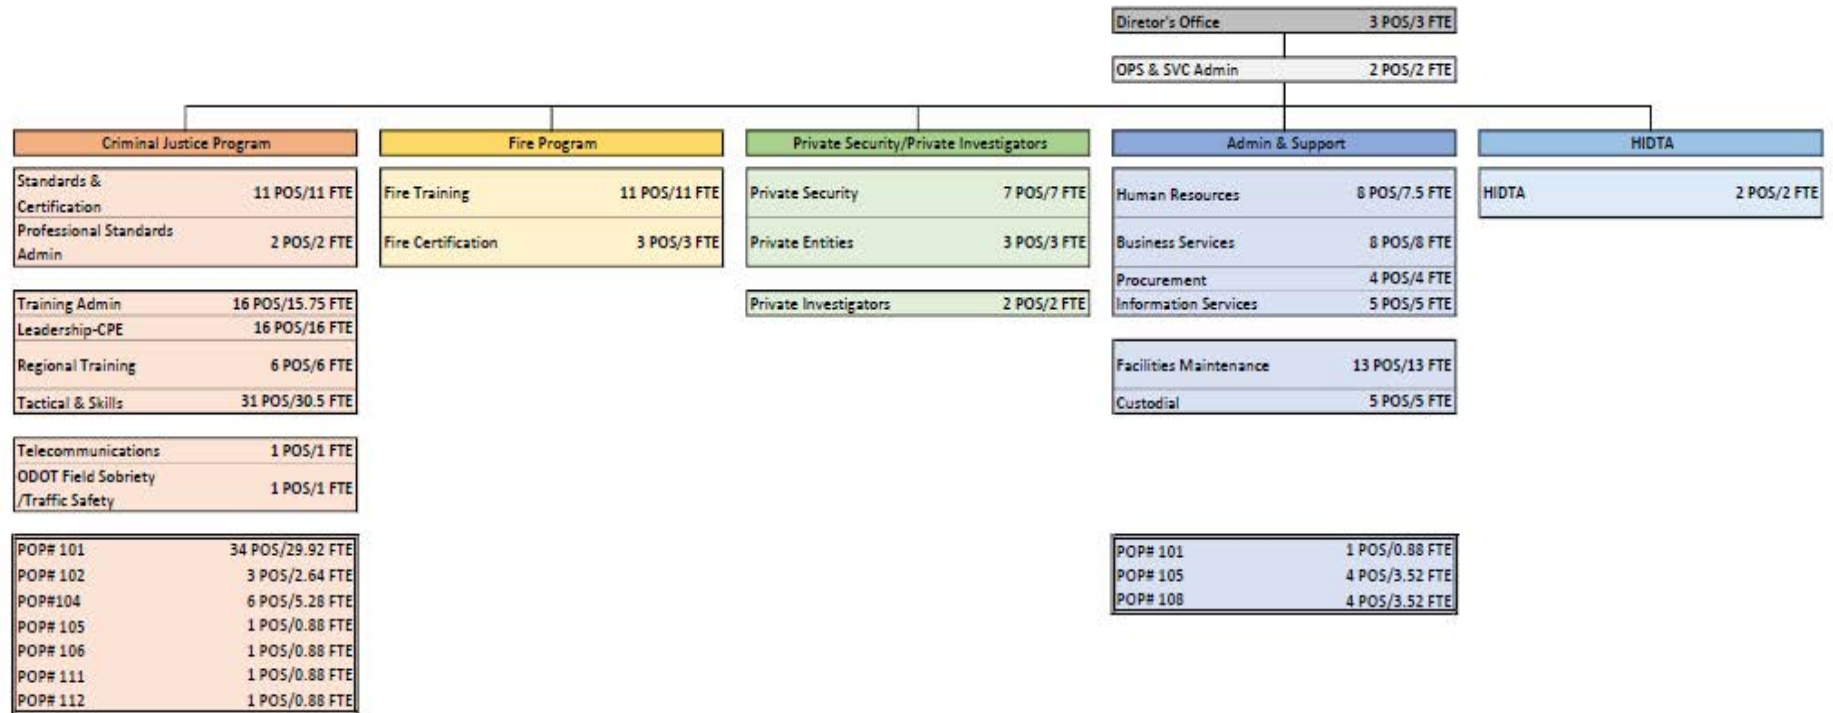 Diretor's Office 3 POS/3 FTE
OPS & SVC Admin 2 POS/2 FTE
Criminal Justice Program
Standards &
Certification 11 POS/11 FTE
Professional Standards
Admin 2 POS/2 FTE
Training Admin 16 POS/15.75 FTE
Leadership-CPE 16 POS/16 FTE
Regional Training 6 POS/6 FTE
Tactical & Skills 31 POS/30.5 FTE
Telecommunications 1 POS/1 FTE
ODOT Field Sobriety
/Traffic Safety 1 POS/1 FTE
POP# 101 34 POS/29.92 FTE
POP# 102 3 POS/2.64 FTE
POP#104 6 POS/5.28 FTE
POP# 105 1 POS/0.88 FTE
POP# 106 1 POS/0.88 FTE
POP# 111 1 POS/0.88 FTE
POP# 112 1 POS/0.88 FTE
Fire Program
Fire Training 11 POS/11 FTE
Fire Certification 3 POS/3 FTE
Private Security/Private Investigators
Private Security 7 POS/7 FTE
Private Entities 3 POS/3 FTE
Private Investigators 2 POS/2 FTE
Admin & Support
Human Resources 8 POS/7.5 FTE
Business Services 8 POS/8 FTE
Procurement 4 POS/4 FTE
Information Services 5 POS/5 FTE
Facilities Maintenance 13 POS/13 FTE
Custodial 5 POS/5 FTE
POP# 101 1 POS/0.88 FTE
POP# 105 4 POS/3.52 FTE
POP# 108 4 POS/3.52 FTE
HIDTA
HIDTA 2 POS/2 FTE